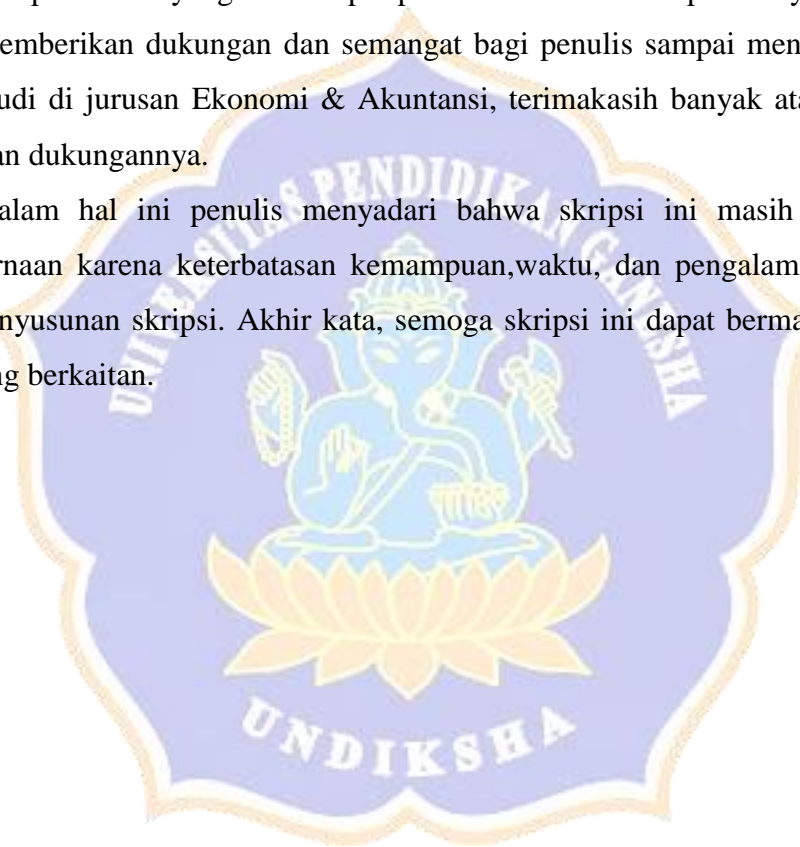 emberikan dukungan dan semangat bagi penulis sampai men
udi di jurusan Ekonomi & Akuntansi, terimakasih banyak ata
an dukungannya.
alam hal ini penulis menyadari bahwa skripsi ini masih
rnaan karena keterbatasan kemampuan,waktu, dan pengalam
nyusunan skripsi. Akhir kata, semoga skripsi ini dapat berma
ng berkaitan.
UNIVERSITAS PENDIDIKAN GANESHA
UNDIKSHA